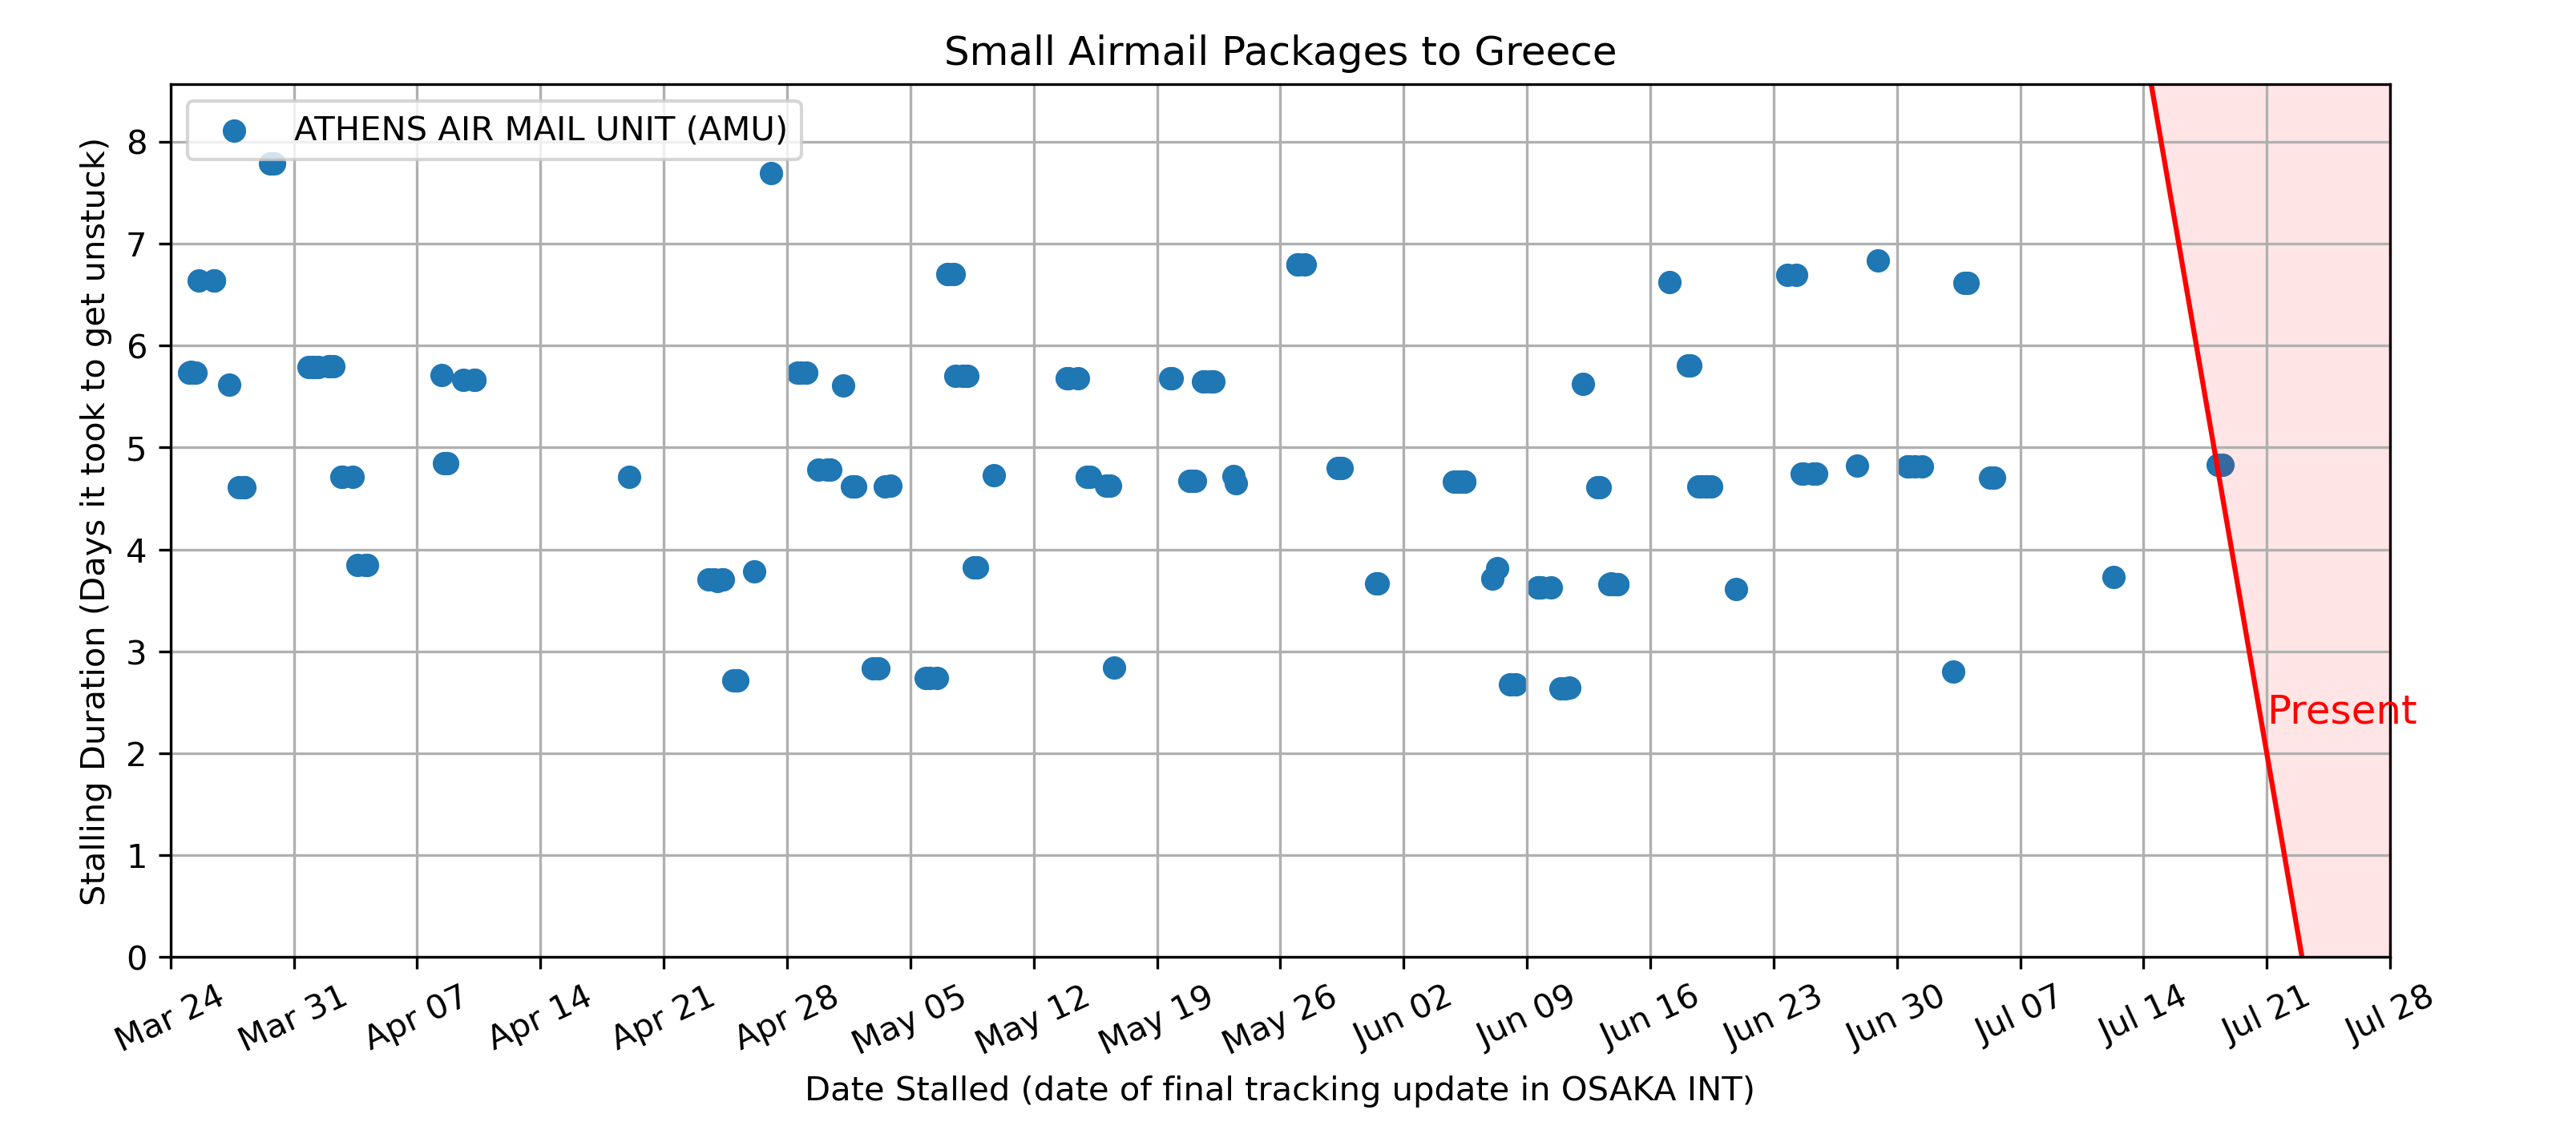 Small Airmail Packages to Greece
ATHENS AIR MAIL UNIT (AMU)
Stalling Duration (Days it took to get unstuck)
8
7
6
5
4
3
2
1
0
Present
Mar 24
Mar 31
Apr 07
Apr 14
Apr 21
Apr 28
May 05
May 12
May 19
May 26
Jun 02
Jun 09
Jun 16
Jun 23
Jun 30
Jul 07
Jul 14
Jul 21
Jul 28
Date Stalled (date of final tracking update in OSAKA INT)